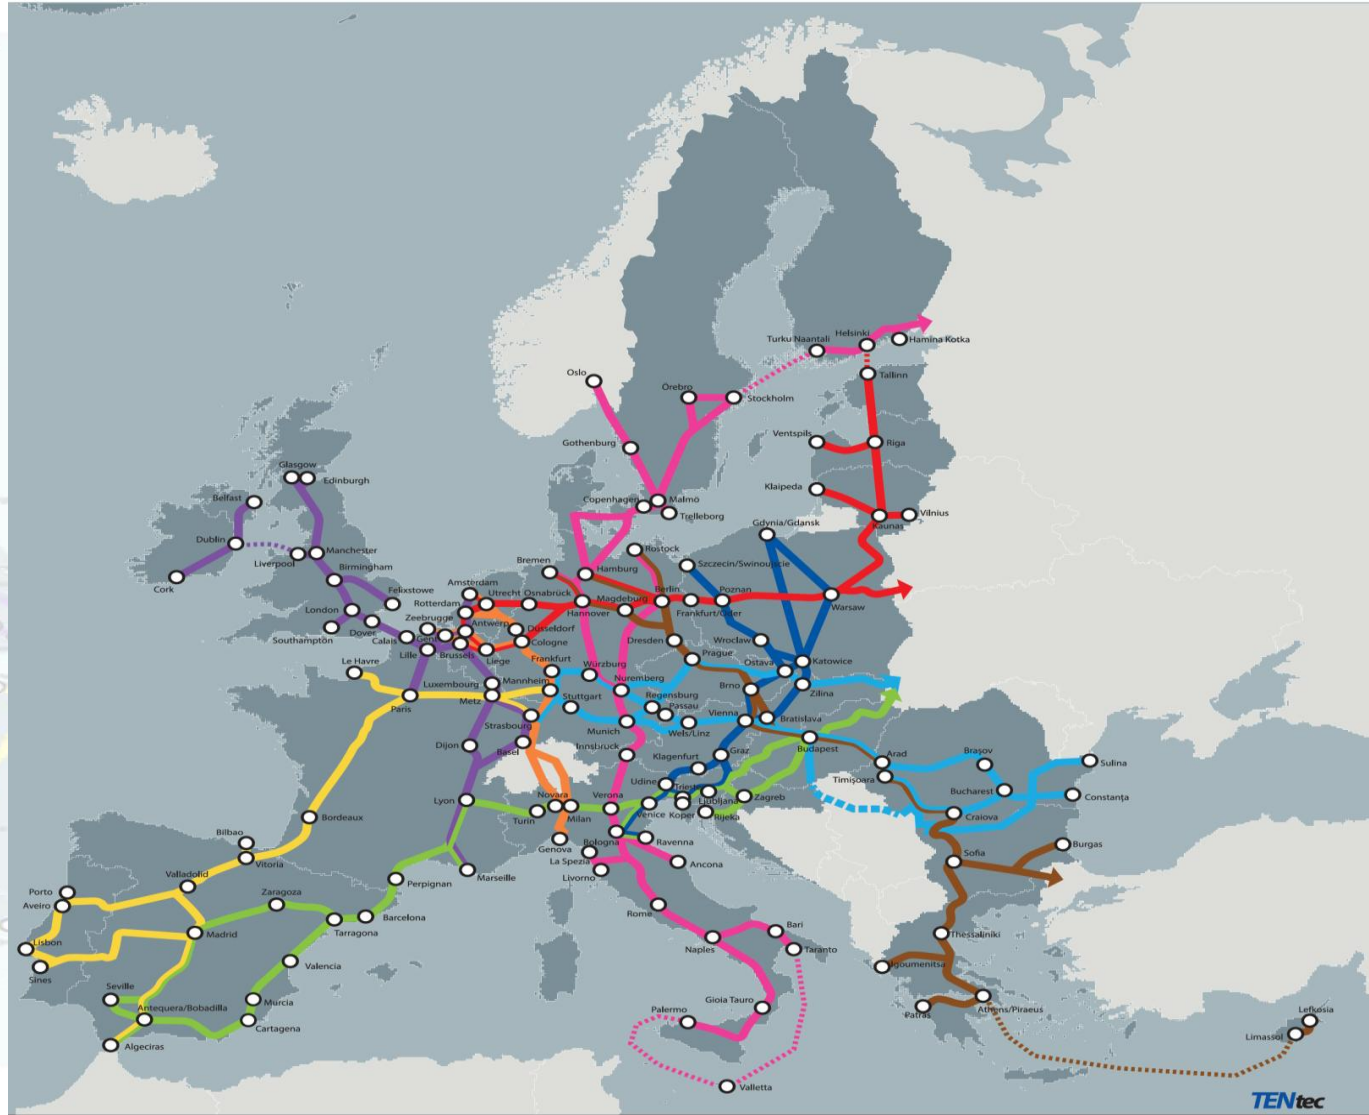 Helsinki
Turku Naantali
Hamina Kotka
Oslo
Örebro
Stockholm
Tallinn
Gothenburg
Ventspils
Riga
Glasgow
Edinburgh
Klaipeda
Belfast
Copenhagen
Malmö
Trelleborg
Kaunas
Vilnius
Gdynia/Gdansk
Dublin
Liverpool
Manchester
Rostock
Bremen
Hamburg
Szczecin/Swinoujscie
Birmingham
Cork
Felixstowe
Amsterdam
Utrecht
Osnabrück
Magdeburg
Berlin
Poznan
Rotterdam
Hannover
Frankfurt/Oder
Warsaw
London
Zeebrugge
Antwerp
Düsseldorf
Southampton
Dover
Calais
Gent
Cologne
Dresden
Wroclaw
Lille
Brussels
Liege
Le Havre
Frankfurt
Würzburg
Prague
Ostava
Katowice
Luxembourg
Mannheim
Nuremberg
Brno
Zilina
Paris
Metz
Stuttgart
Regensburg
Passau
Strasbourg
Vienna
Bratislava
Munich
Wels/Linz
Dijon
Basel
Innsbruck
Klagenfurt
Graz
Budapest
Arad
Braşov
Sulina
Timişoara
Udine
Trieste
Lyon
Novara
Verona
Ljubljana
Zagreb
Bucharest
Constanţa
Turin
Milan
Venice
Koper
Rijeka
Craiova
Bordeaux
Bilbao
Bologna
Ravenna
Burgas
Genova
Sofia
Vitoria
La Spezia
Ancona
Livorno
Marseille
Valladolid
Perpignan
Porto
Zaragoza
Aveiro
Rome
Barcelona
Madrid
Tarragona
Bari
Thessaliniki
Lisbon
Naples
Taranto
Valencia
Igoumenitsa
Sines
Seville
Murcia
Gioia Tauro
Antequera/Bobadilla
Palermo
Patras
Athens/Piraeus
Lefkosia
Cartagena
Limassol
Algeciras
Valletta
TENtec